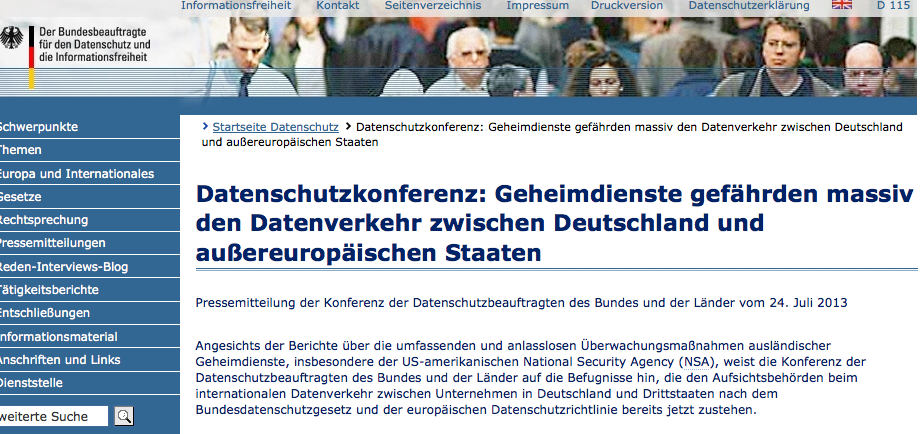 Informationsfreiheit Kontakt Seitenverzeichnis Impressum Druckversion Datenschutzerklärung D 115
Der Bundesbeauftragte
für den Datenschutz und
die Informationsfreiheit
Schwerpunkte
Themen
Europa und Internationales
Gesetze
Rechtsprechung
Pressemitteilungen
Reden-Interviews-Blog
Tätigkeitsberichte
Entschließungen
Informationsmaterial
Anschriften und Links
Dienststelle
weiterte Suche
Startseite Datenschutz Datenschutzkonferenz: Geheimdienste gefährden massiv den Datenverkehr zwischen Deutschland
und außereuropäischen Staaten
Datenschutzkonferenz: Geheimdienste gefährden massiv
den Datenverkehr zwischen Deutschland und
außereuropäischen Staaten
Pressemitteilung der Konferenz der Datenschutzbeauftragten des Bundes und der Länder vom 24. Juli 2013
Angesichts der Berichte über die umfassenden und anlasslosen Überwachungsmaßnahmen ausländischer
Geheimdienste, insbesondere der US-amerikanischen National Security Agency (NSA), weist die Konferenz der
Datenschutzbeauftragten des Bundes und der Länder auf die Befugnisse hin, die den Aufsichtsbehörden beim
internationalen Datenverkehr zwischen Unternehmen in Deutschland und Drittstaaten nach dem
Bundesdatenschutzgesetz und der europäischen Datenschutzrichtlinie bereits jetzt zustehen.